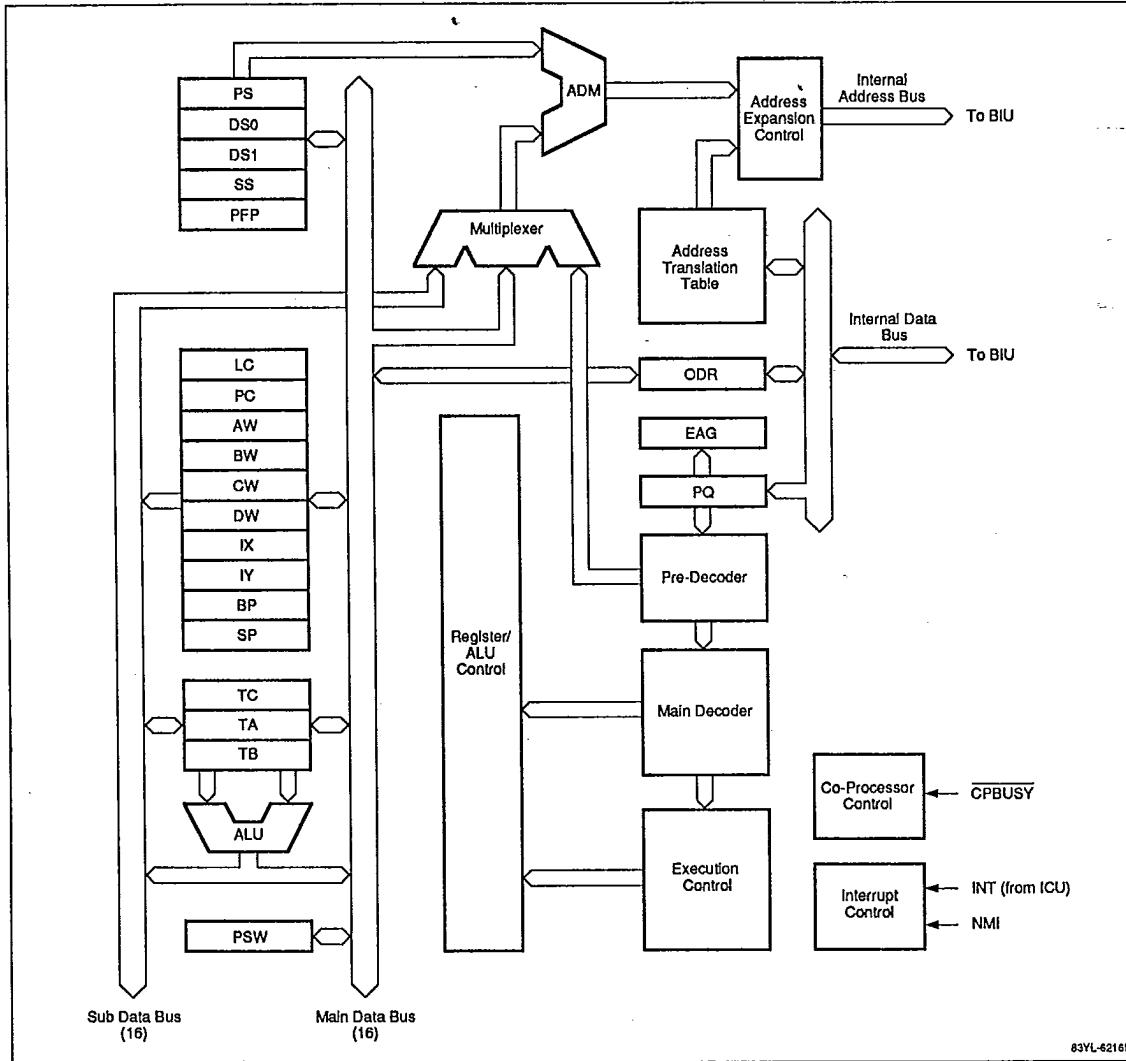 PS
DS0
DS1
SS
PFP
ADM
Address
Expansion
Control
Internal
Address Bus
To BIU
Multiplexer
Address
Translation
Table
Internal Data
Bus
To BIU
LC
PC
AW
BW
CW
DW
IX
IY
BP
SP
ODR
EAG
PQ
Pre-Decoder
Register/
ALU
Control
Main Decoder
TC
TA
TB
ALU
Co-Processor
Control
CPBUSY
Execution
Control
Interrupt
Control
INT (from ICU)
NMI
PSW
Sub Data Bus
(16)
Main Data Bus
(16)